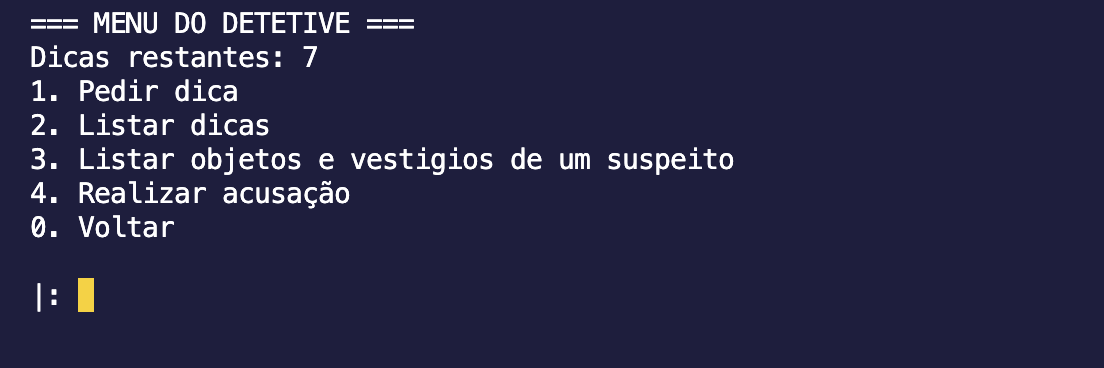 === MENU DO DETETIVE ===
Dicas restantes: 7
1. Pedir dica
2. Listar dicas
3. Listar objetos e vestigios de um suspeito
4. Realizar acusação
0. Voltar
|: